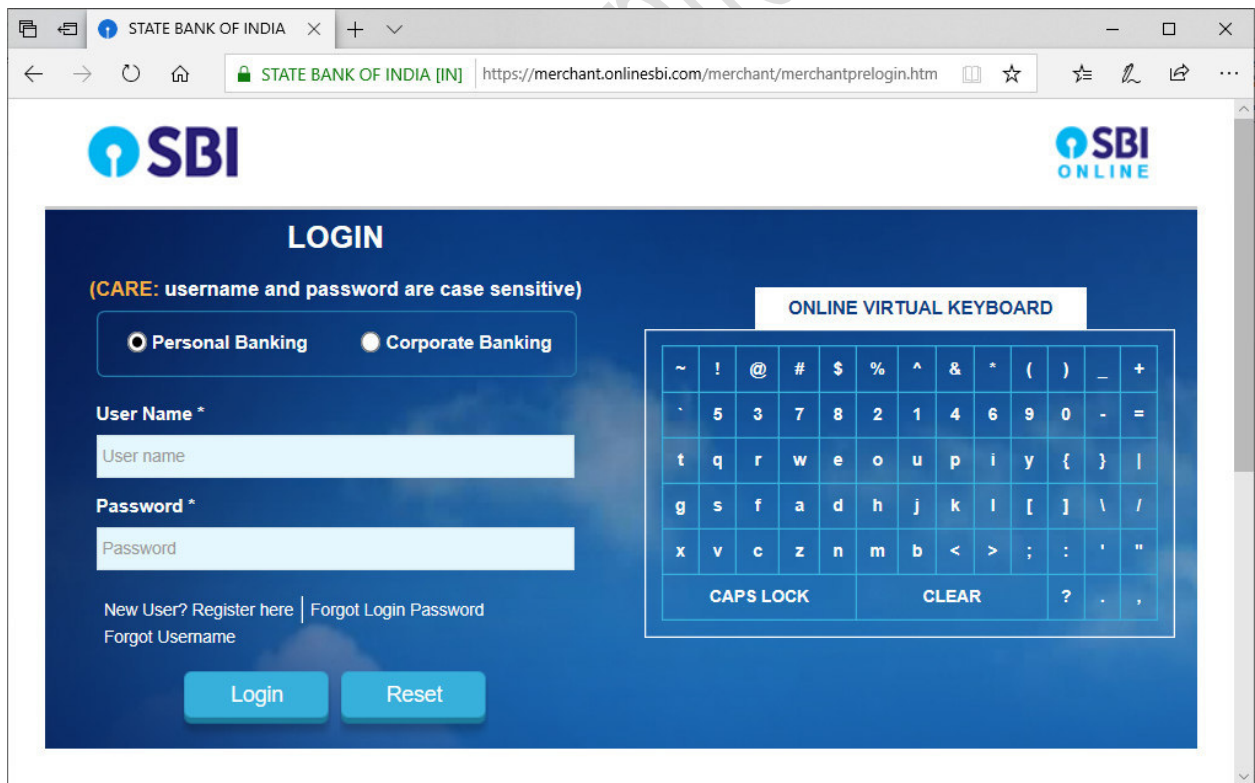 STATE BANK OF INDIA
STATE BANK OF INDIA [IN] https://merchant.onlinesbi.com/merchant/merchantprelogin.htm
SBI
SBI
ONLINE
LOGIN
(CARE: username and password are case sensitive)
Personal Banking Corporate Banking
User Name *
User name
Password *
Password
New User? Register here | Forgot Login Password
Forgot Username
Login Reset
ONLINE VIRTUAL KEYBOARD
~ ! @ # $ % ^ & * ( ) _ +
` 5 3 7 8 2 1 4 6 9 0 - =
t q r w e o u p i y { } |
g s f a d h j k l [ ] \ /
x v c z n m b < > ; : ' "
CAPS LOCK CLEAR ? . ,